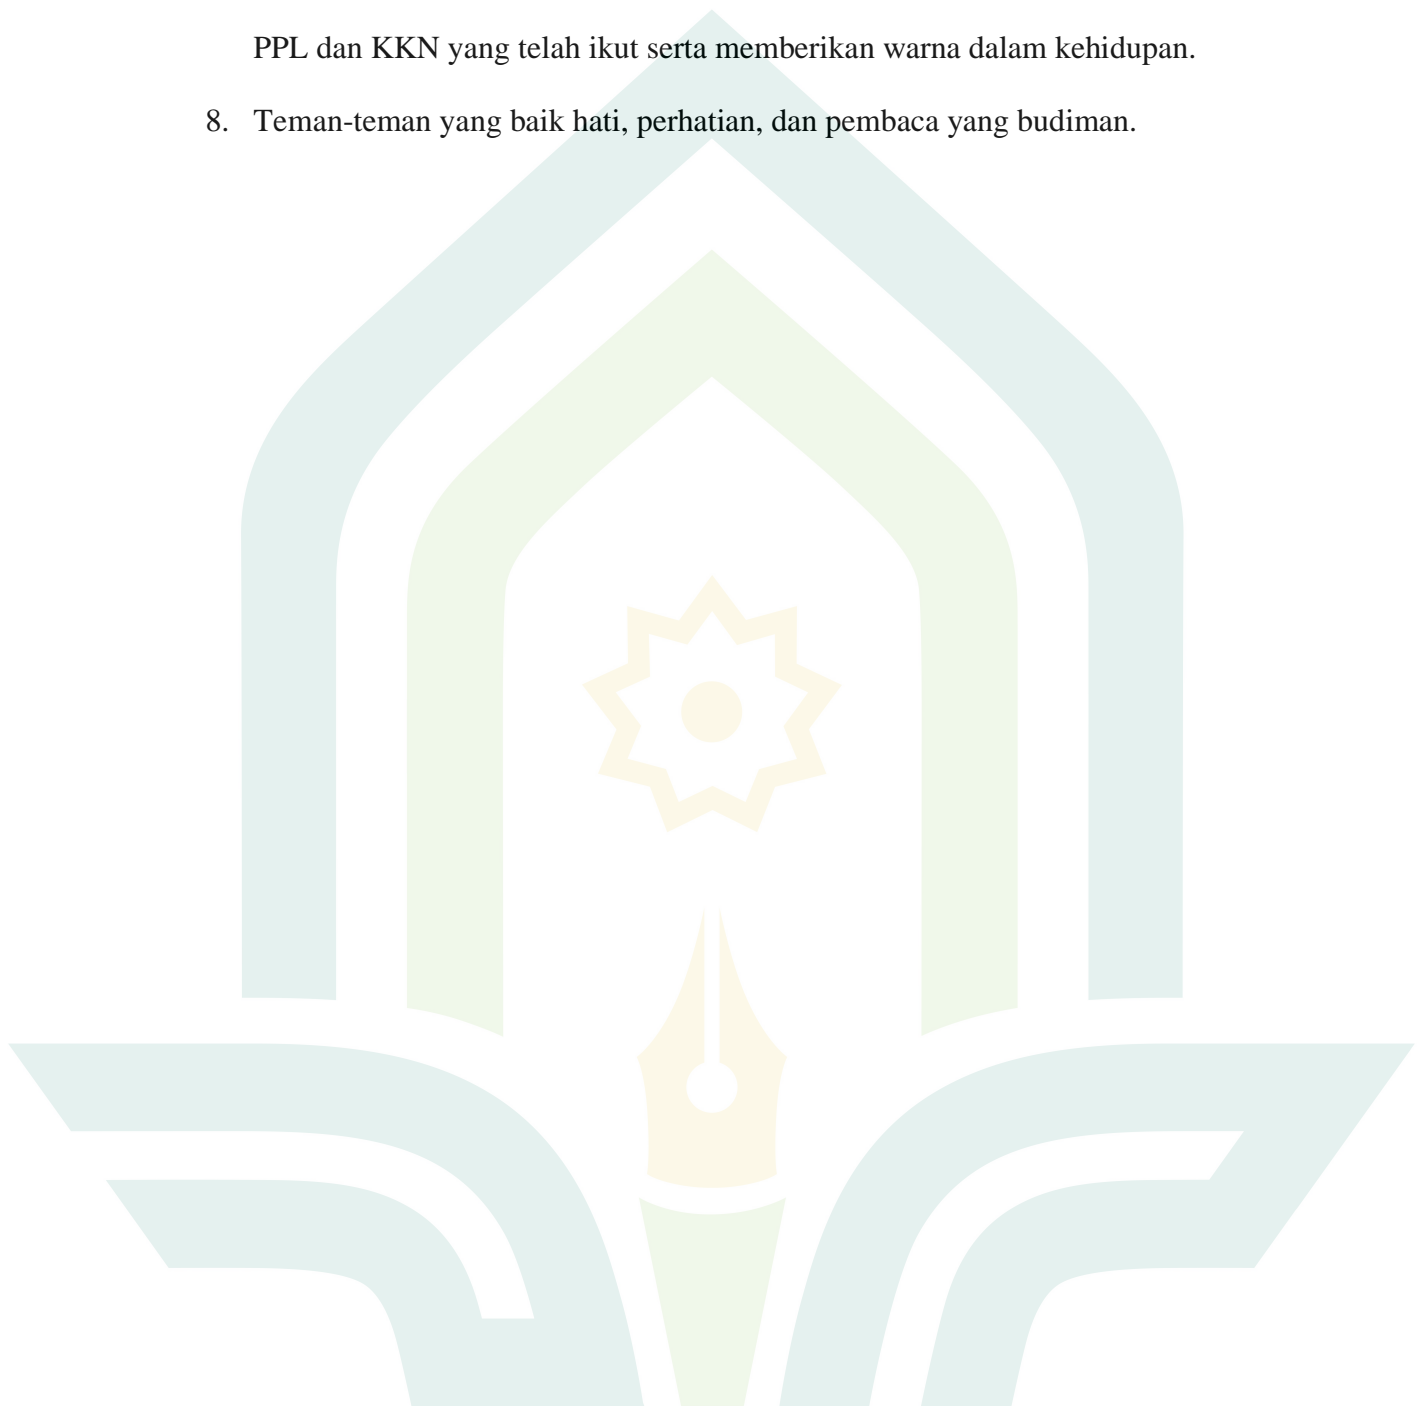 PPL dan KKN yang telah ikut serta memberikan warna dalam kehidupan.
8. Teman-teman yang baik hati, perhatian, dan pembaca yang budiman.